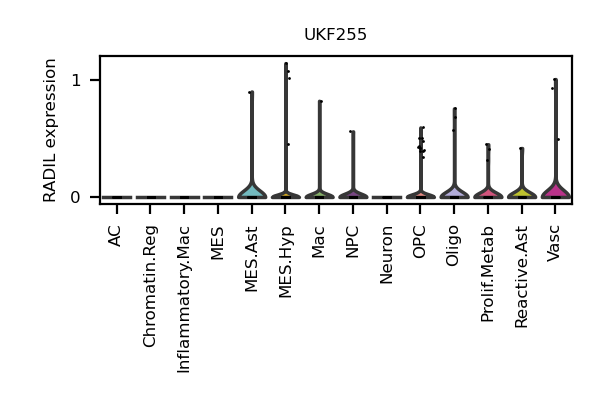 UKF255
RADIL expression
1
0
AC
Chromatin.Reg
Inflammatory.Mac
MES
MES.Ast
MES.Hyp
Mac
NPC
Neuron
OPC
Oligo
Prolif.Metab
Reactive.Ast
Vasc